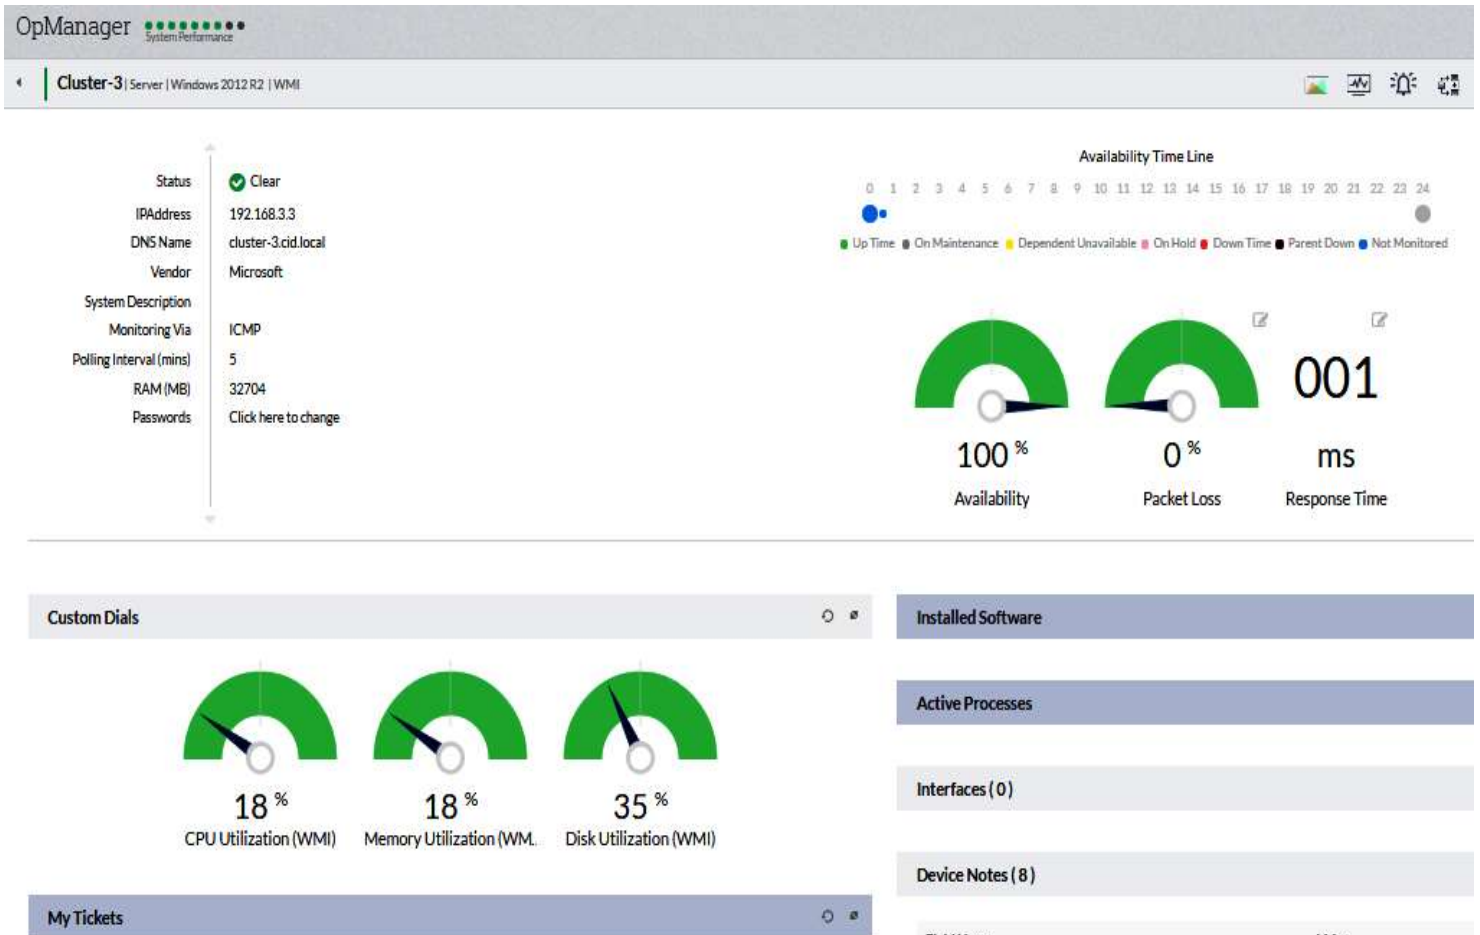 OpManager
System Performance
Cluster-3 | Server | Windows 2012 R2 | WMI
Status Clear
IPAddress 192.168.3.3
DNS Name cluster-3.cid.local
Vendor Microsoft
System Description
Monitoring Via ICMP
Polling Interval (mins) 5
RAM (MB) 32704
Passwords Click here to change
Availability Time Line
0 1 2 3 4 5 6 7 8 9 10 11 12 13 14 15 16 17 18 19 20 21 22 23 24
Up Time On Maintenance Dependent Unavailable On Hold Down Time Parent Down Not Monitored
001
100 % 0 % ms
Availability Packet Loss Response Time
Custom Dials
18 % 18 % 35 %
CPU Utilization (WMI) Memory Utilization (WM.. Disk Utilization (WMI)
My Tickets
Installed Software
Active Processes
Interfaces ( 0 )
Device Notes ( 8 )